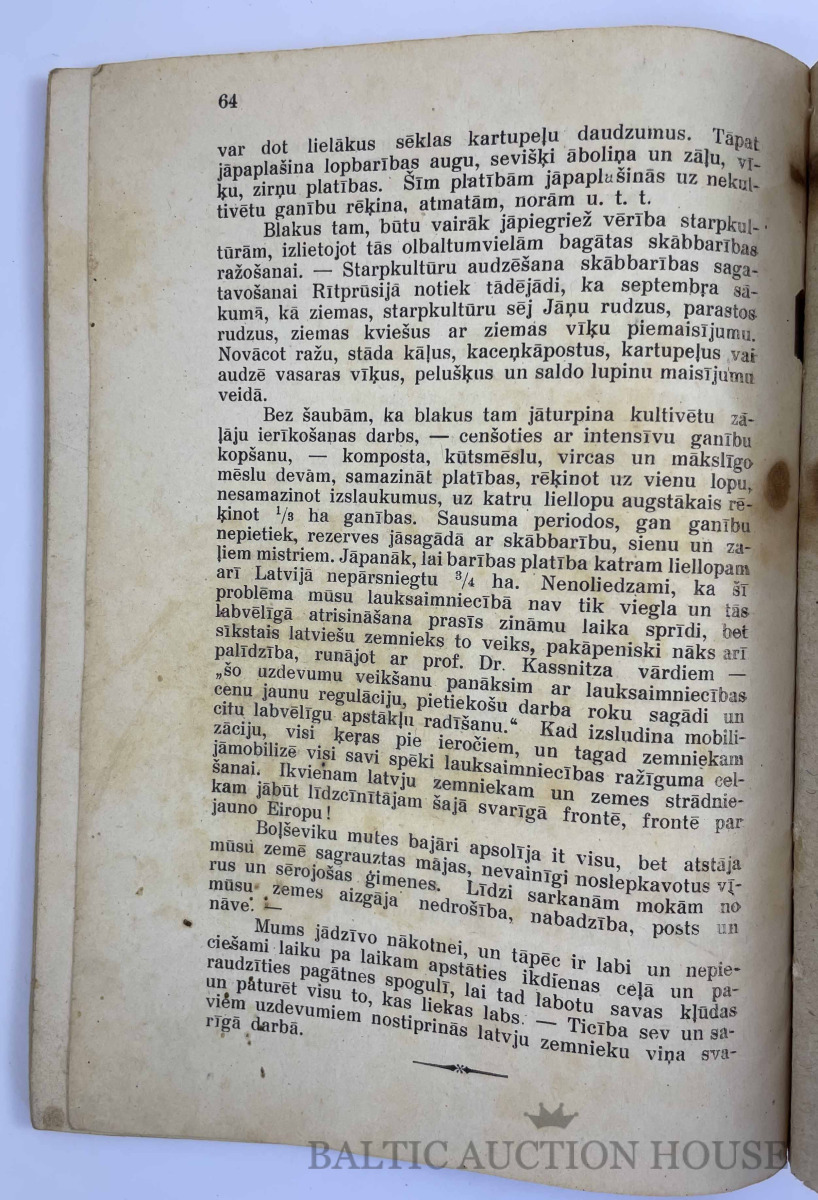 64
var dot lielākus sēklas kartupeļu daudzumus. Tāpat
jāpaplašina lopbarības augu, sevišķi āboliņa un zāļu, vī-
ķu, zirņu platības. Šīm platībām jāpaplašinās uz nekul-
tivētu ganību rēķina, atmatām, norām u. t. t.
Blakus tam, būtu vairāk jāpiegriež vērība starpkul-
tūrām, izlietojot tās olbaltumvielām bagātas skābbarības
ražošanai. — Starpkultūru audzēšana skābbarības saga-
tavošanai Rītprūsijā notiek tādējādi, ka septembŗa sā-
kumā, kā ziemas, starpkultūru sēj Jāņu rudzus, parastos
rudzus, ziemas kviešus ar ziemas vīķu piemaisījumu.
Novācot ražu, stāda kāļus, kaceņkāpostus, kartupeļus vai
audzē vasaras vīķus, pelušķus un saldo lupinu maisījumu
veidā.
Bez šaubām, ka blakus tam jāturpina kultivētu zā-
ļāju ierīkošanas darbs, — cenšoties ar intensīvu ganību
kopšanu, — komposta, kūtsmēslu, vircas un mākslīgo
mēslu devām, samazināt platības, rēķinot uz vienu lopu,
nesamazinot izslaukumus, uz katru liellopu augstākais rē-
ķinot 1/3 ha ganības. Sausuma periodos, gan ganību
nepietiek, rezerves jāsagādā ar skābbarību, sienu un za-
ļiem mistriem. Jāpanāk, lai barības platība katram liellopam
arī Latvijā nepārsniegtu 3/4 ha. Nenoliedzami, ka šī
problēma mūsu lauksaimniecībā nav tik viegla un tās
labvēlīgā atrisināšana prasīs zināmu laika sprīdi, bet
sīkstais latviešu zemnieks to veiks, pakāpeniski nāks arī
palīdzība, runājot ar prof. Dr. Kassnitza vārdiem —
„šo uzdevumu veikšanu panāksim ar lauksaimniecības
cenu jaunu regulāciju, pietiekošu darba roku sagādi un
citu labvēlīgu apstākļu radīšanu.“ Kad izsludina mobili-
zāciju, visi ķeŗas pie ieročiem, un tagad zemniekam
jāmobilizē visi savi spēki lauksaimniecības ražīguma cel-
šanai. Ikvienam latvju zemniekam un zemes strādnie-
kam jābūt līdzcīnītājam šajā svarīgā frontē, frontē par
jauno Eiropu!
Boļševiku mutes bajāri apsolīja it visu, bet atstāja
mūsu zemē sagrauztas mājas, nevainīgi noslepkavotus vī-
rus un sērojošas ģimenes. Līdzi sarkanām mokām no
mūsu zemes aizgāja nedrošība, nabadzība, posts un
nāve. —
Mums jādzīvo nākotnei, un tāpēc ir labi un nepie-
ciešami laiku pa laikam apstāties ikdienas ceļā un pa-
raudzīties pagātnes spogulī, lai tad labotu savas kļūdas
un paturēt visu to, kas liekas labs. — Ticība sev un sa-
viem uzdevumiem nostiprinās latvju zemnieku viņa sva-
rīgā darbā.
BALTIC AUCTION HOUSE